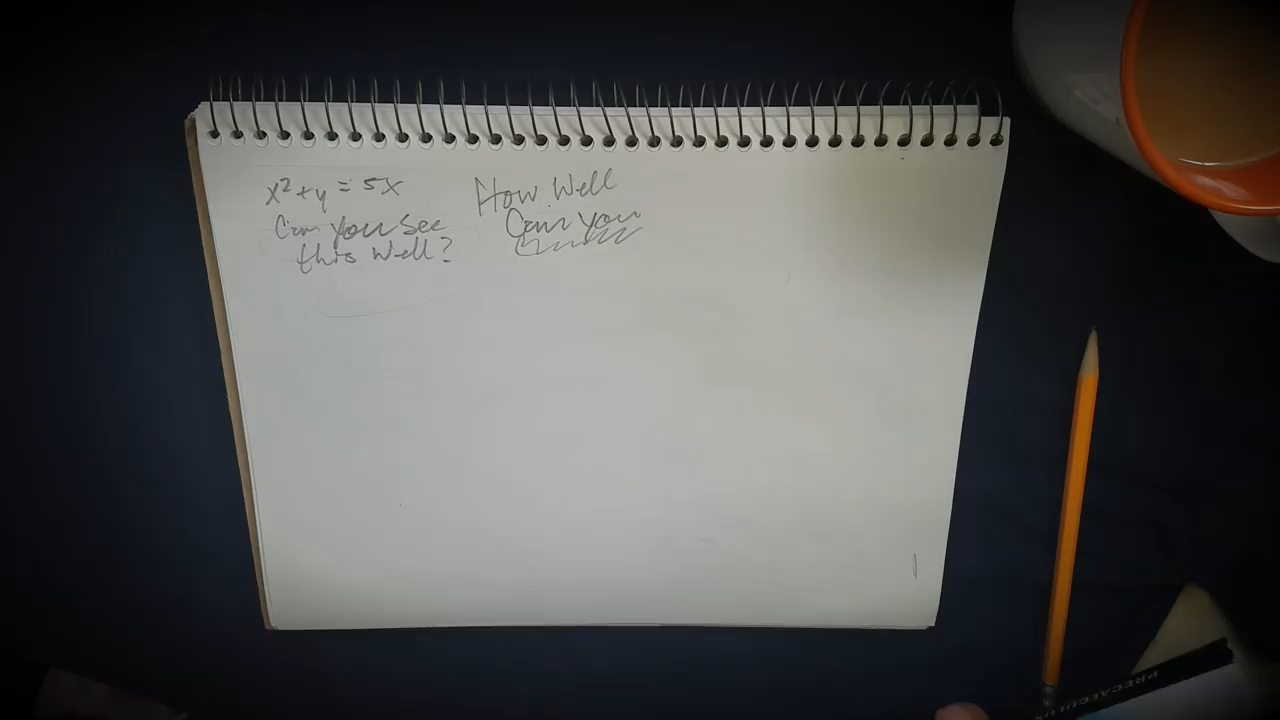 x² + y = 5x
Can you see
this well?
How Well
Can you